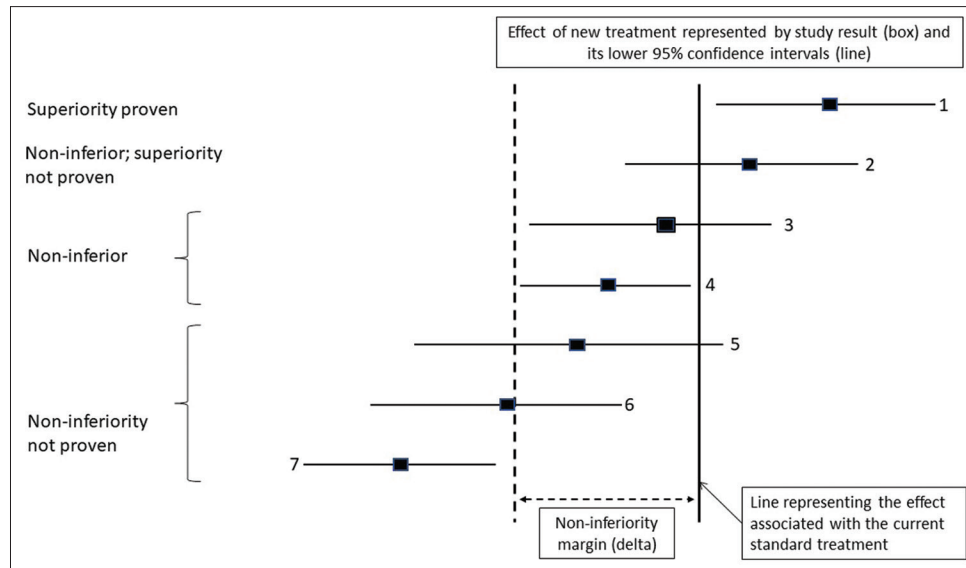 Effect of new treatment represented by study result (box) and
its lower 95% confidence intervals (line)
Superiority proven
1
Non-inferior; superiority
not proven
2
3
Non-inferior
4
5
6
Non-inferiority
not proven
7
Non-inferiority
margin (delta)
Line representing the effect
associated with the current
standard treatment